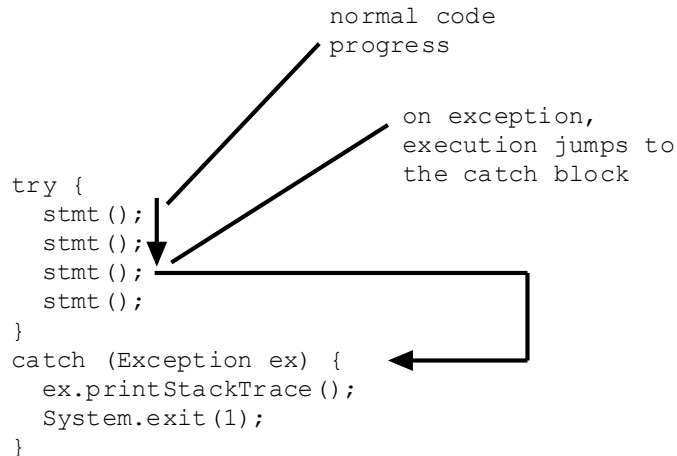 normal code
progress
on exception,
execution jumps to
the catch block
try {
  stmt();
  stmt();
  stmt();
  stmt();
}
catch (Exception ex) {
  ex.printStackTrace();
  System.exit(1);
}